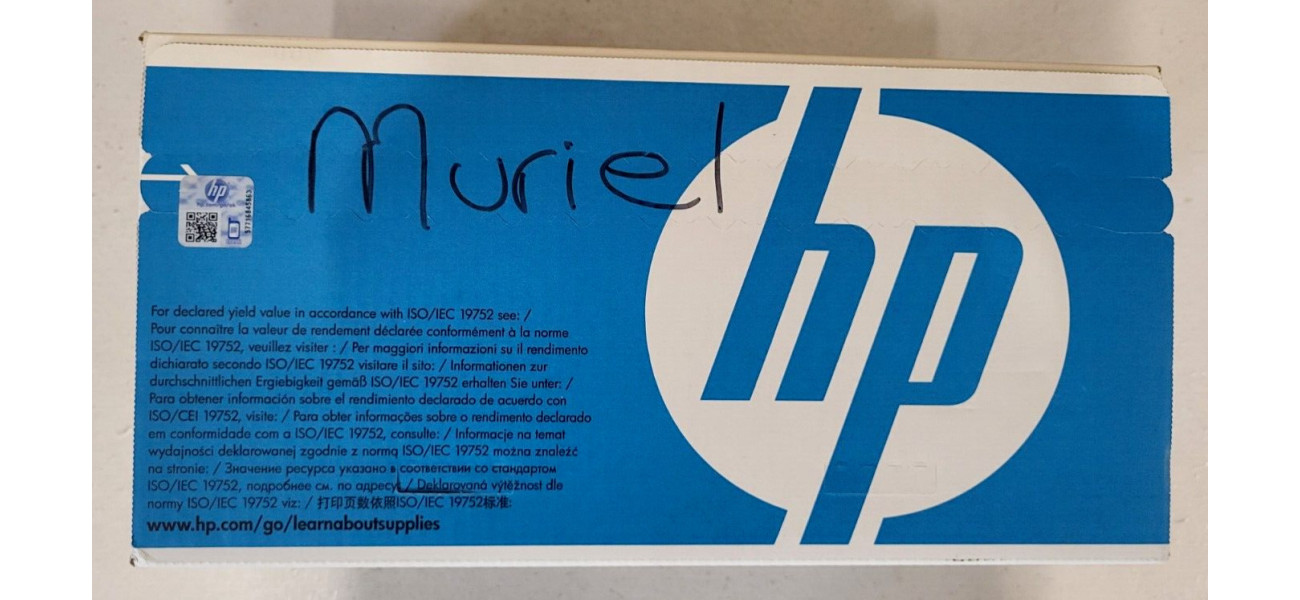 Muriel
hp
hp
For declared yield value in accordance with ISO/IEC 19752 see: /
Pour connaître la valeur de rendement déclarée conformément à la norme
ISO/IEC 19752, veuillez visiter : / Per maggiori informazioni su il rendimento
dichiarato secondo ISO/IEC 19752 visitare il sito: / Informationen zur
durchschnittlichen Ergiebigkeit gemäß ISO/IEC 19752 erhalten Sie unter: /
Para obtener información sobre el rendimiento declarado de acuerdo con
ISO/CEI 19752, visite: / Para obter informações sobre o rendimento declarado
em conformidade com a ISO/IEC 19752, consulte: / Informacje na temat
wydajności deklarowanej zgodnie z normą ISO/IEC 19752 można znaleźć
na stronie: / Значение ресурса указано в соответствии со стандартом
ISO/IEC 19752, подробнее см. по адресу: / Deklarovaná výtěžnost dle
normy ISO/IEC 19752 viz: / 打印页数依照ISO/IEC 19752标准:
www.hp.com/go/learnaboutsupplies